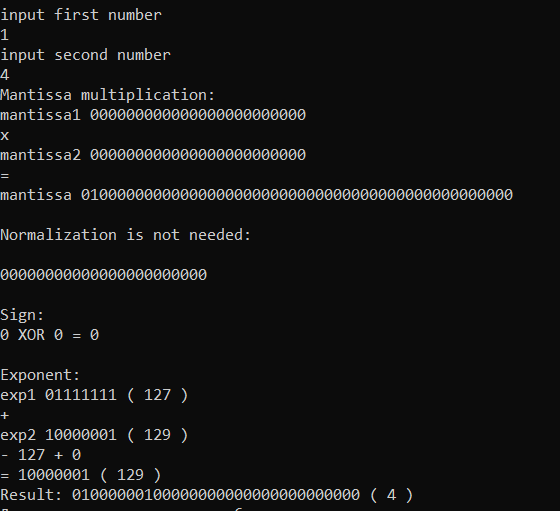 input first number
1
input second number
4
Mantissa multiplication:
mantissa1 000000000000000000000000
x
mantissa2 000000000000000000000000
=
mantissa 010000000000000000000000000000000000000000000000
Normalization is not needed:
00000000000000000000000
Sign:
0 XOR 0 = 0
Exponent:
exp1 01111111 ( 127 )
+
exp2 10000001 ( 129 )
- 127 + 0
= 10000001 ( 129 )
Result: 01000000100000000000000000000000 ( 4 )